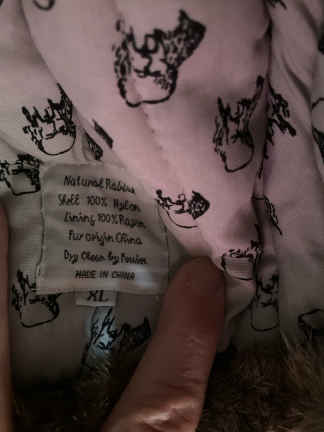 Natural Rabbit
Shell 100% Nylon
Lining 100% Rayon
Fur Origin China
Dry Clean by Furrier
MADE IN CHINA
XL